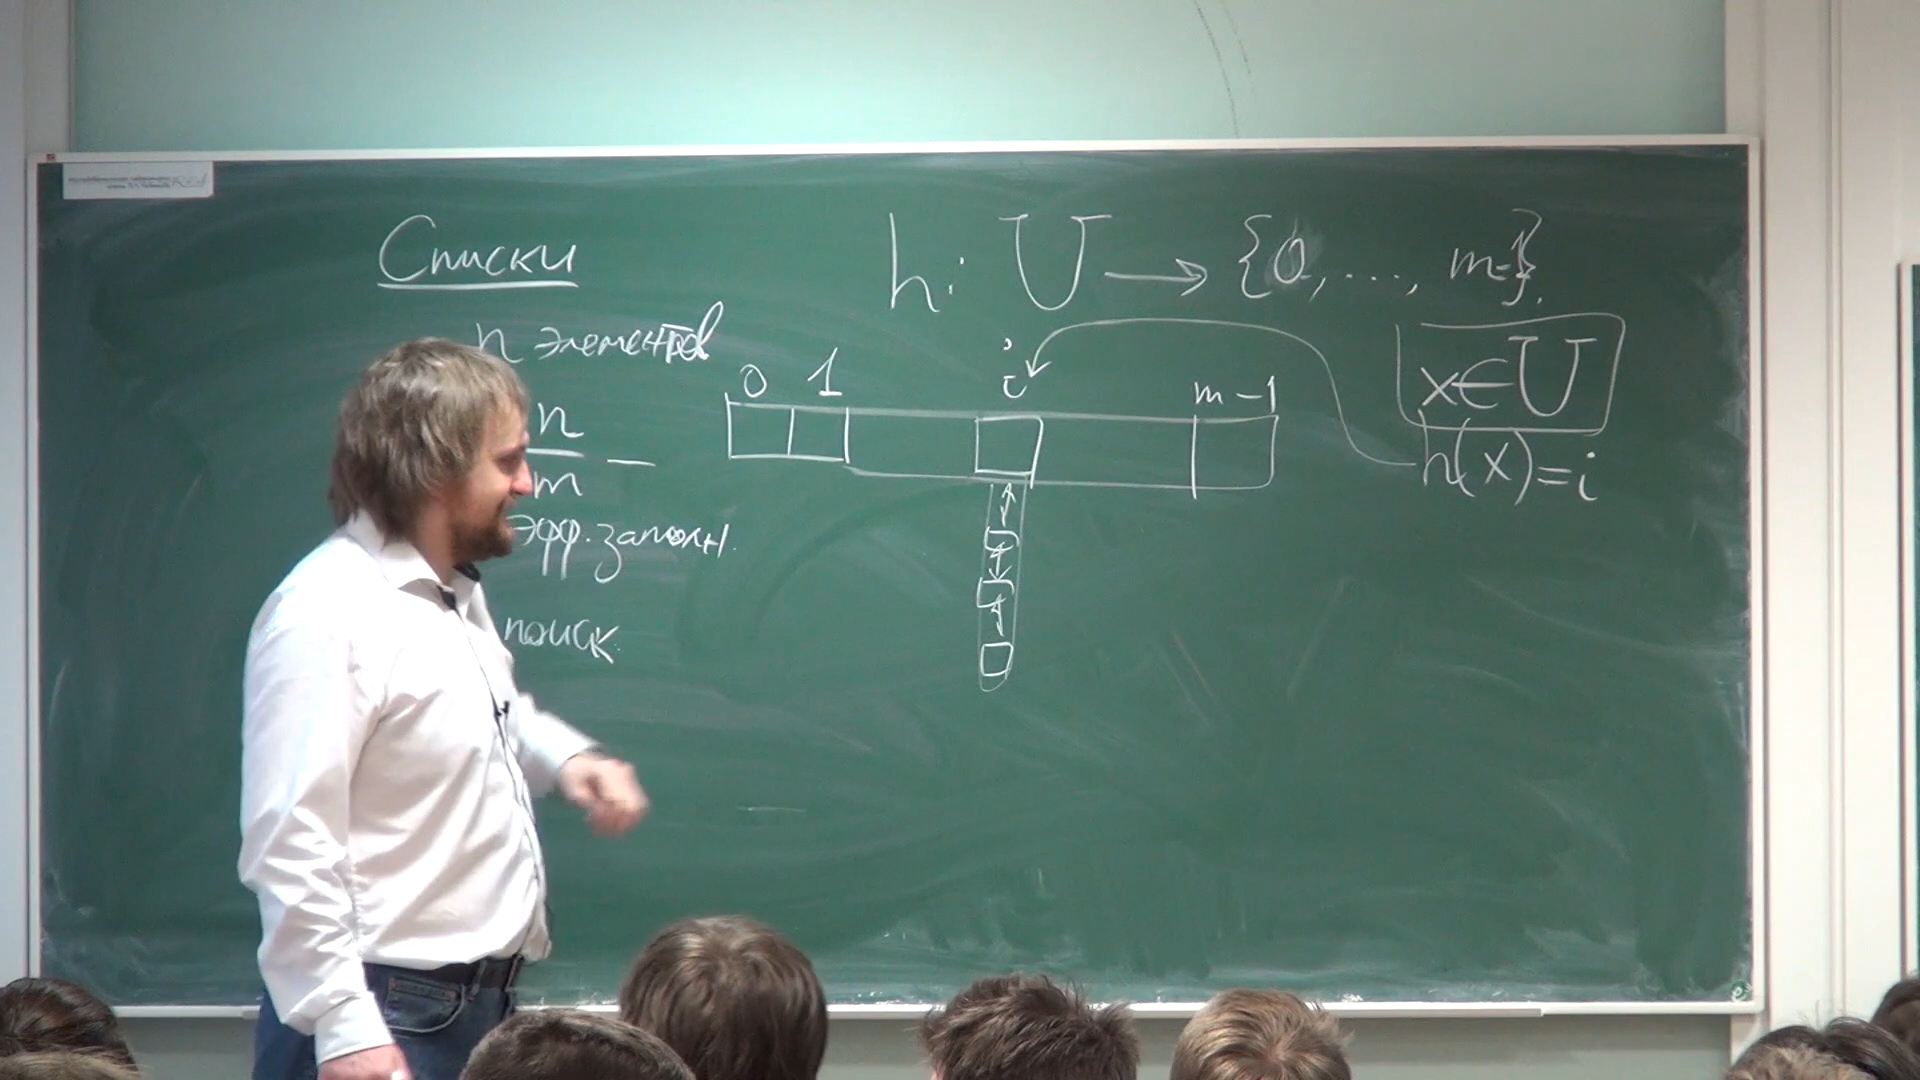 Списки
n элементов
n
m
—
эфф. заполн.
поиск
h: U → {0, ..., m-1}.
0 1 i m-1
x∈U
h(x)=i